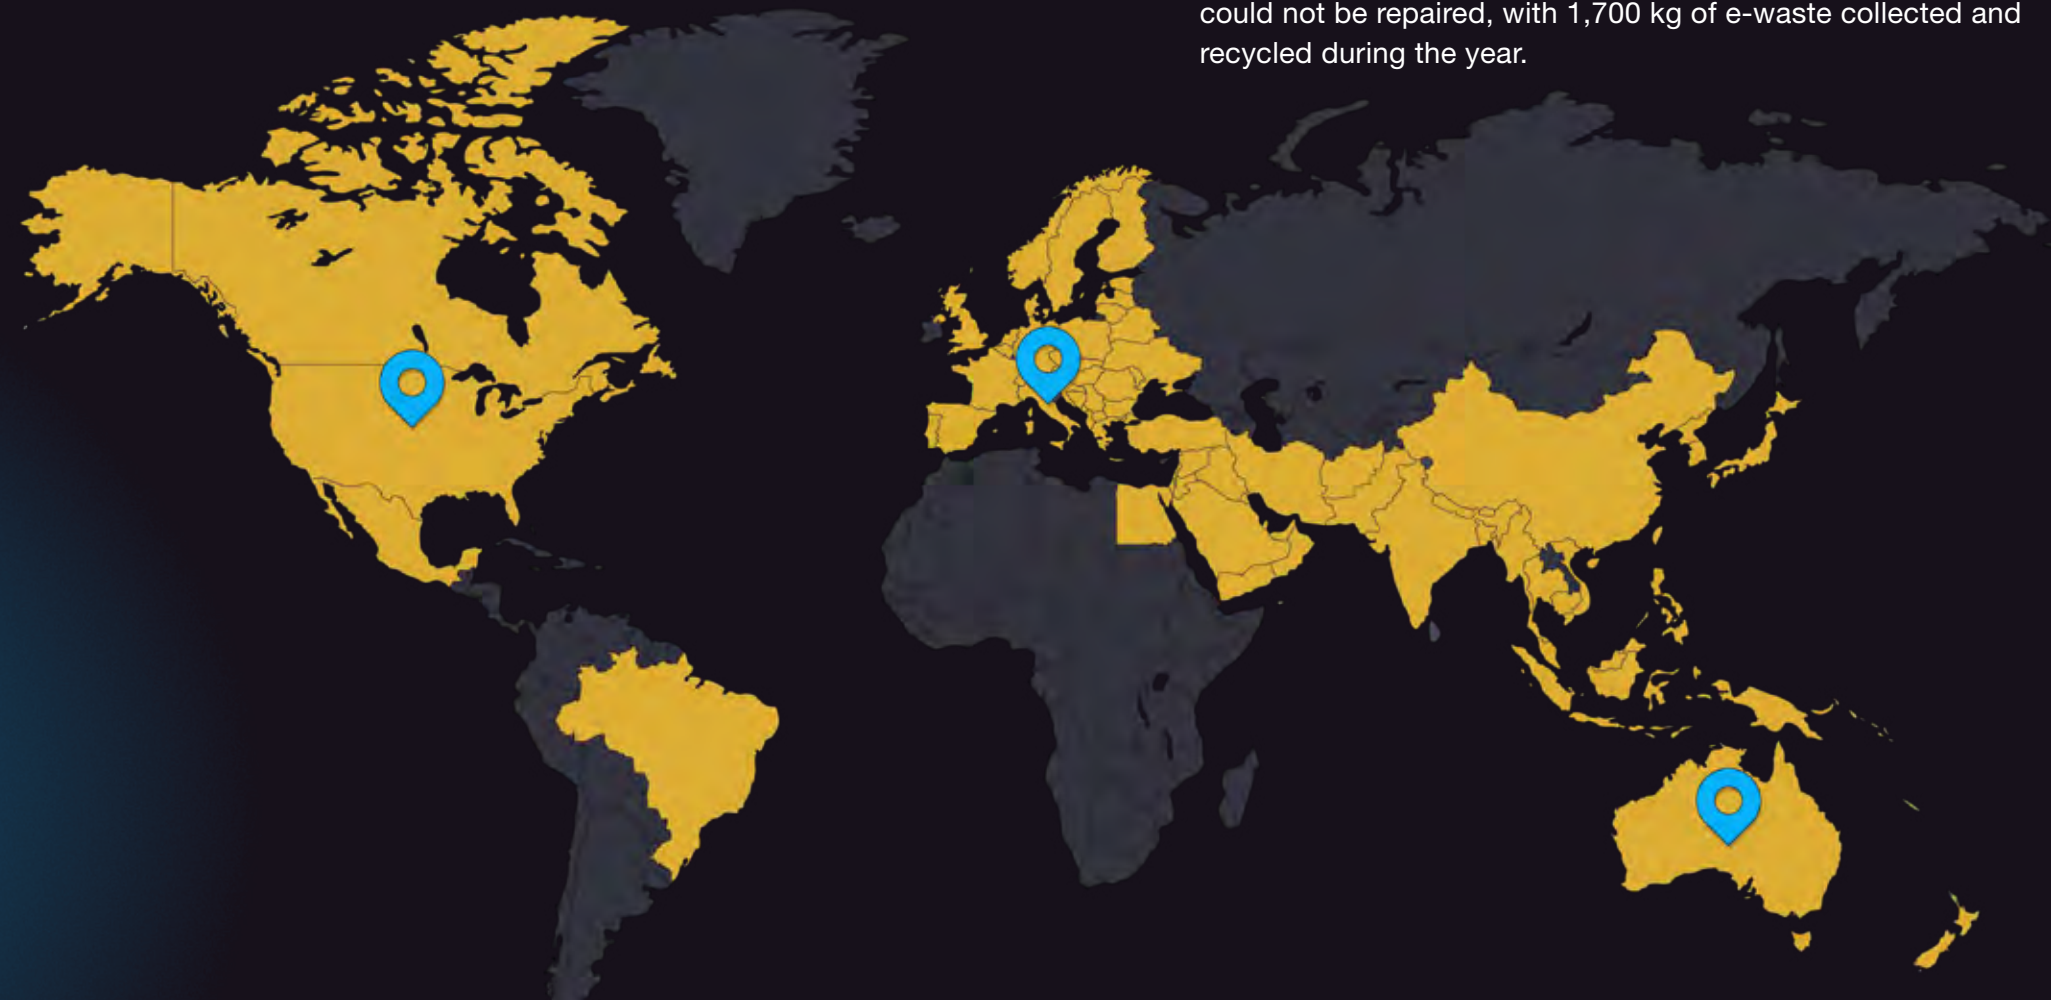 could not be repaired, with 1,700 kg of e-waste collected and
recycled during the year.